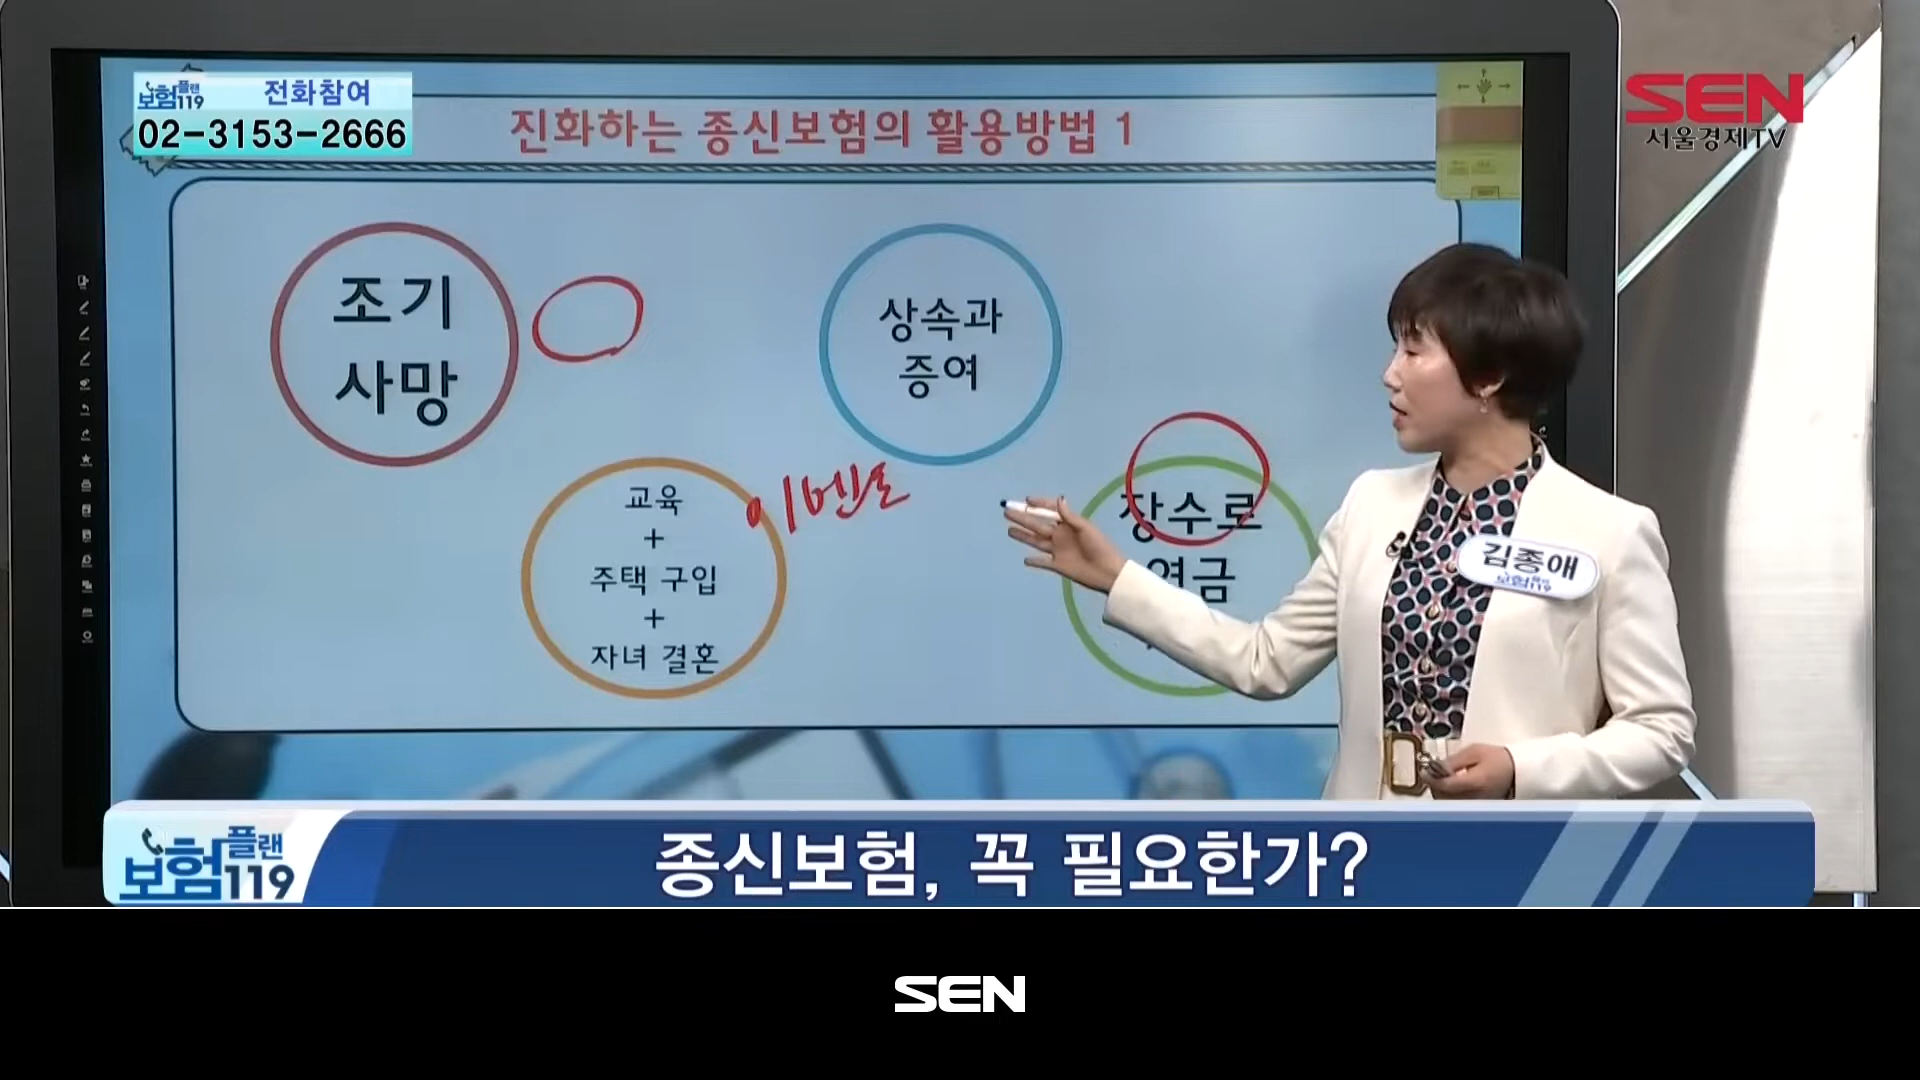 보험플랜119 전화참여
02-3153-2666
진화하는 종신보험의 활용방법 1
SEN
서울경제TV
조기
사망
상속과
증여
교육
+
주택 구입
+
자녀 결혼
이벤트
장수로
연금
김종애
보험플랜119
보험플랜119
종신보험, 꼭 필요한가?
SEN